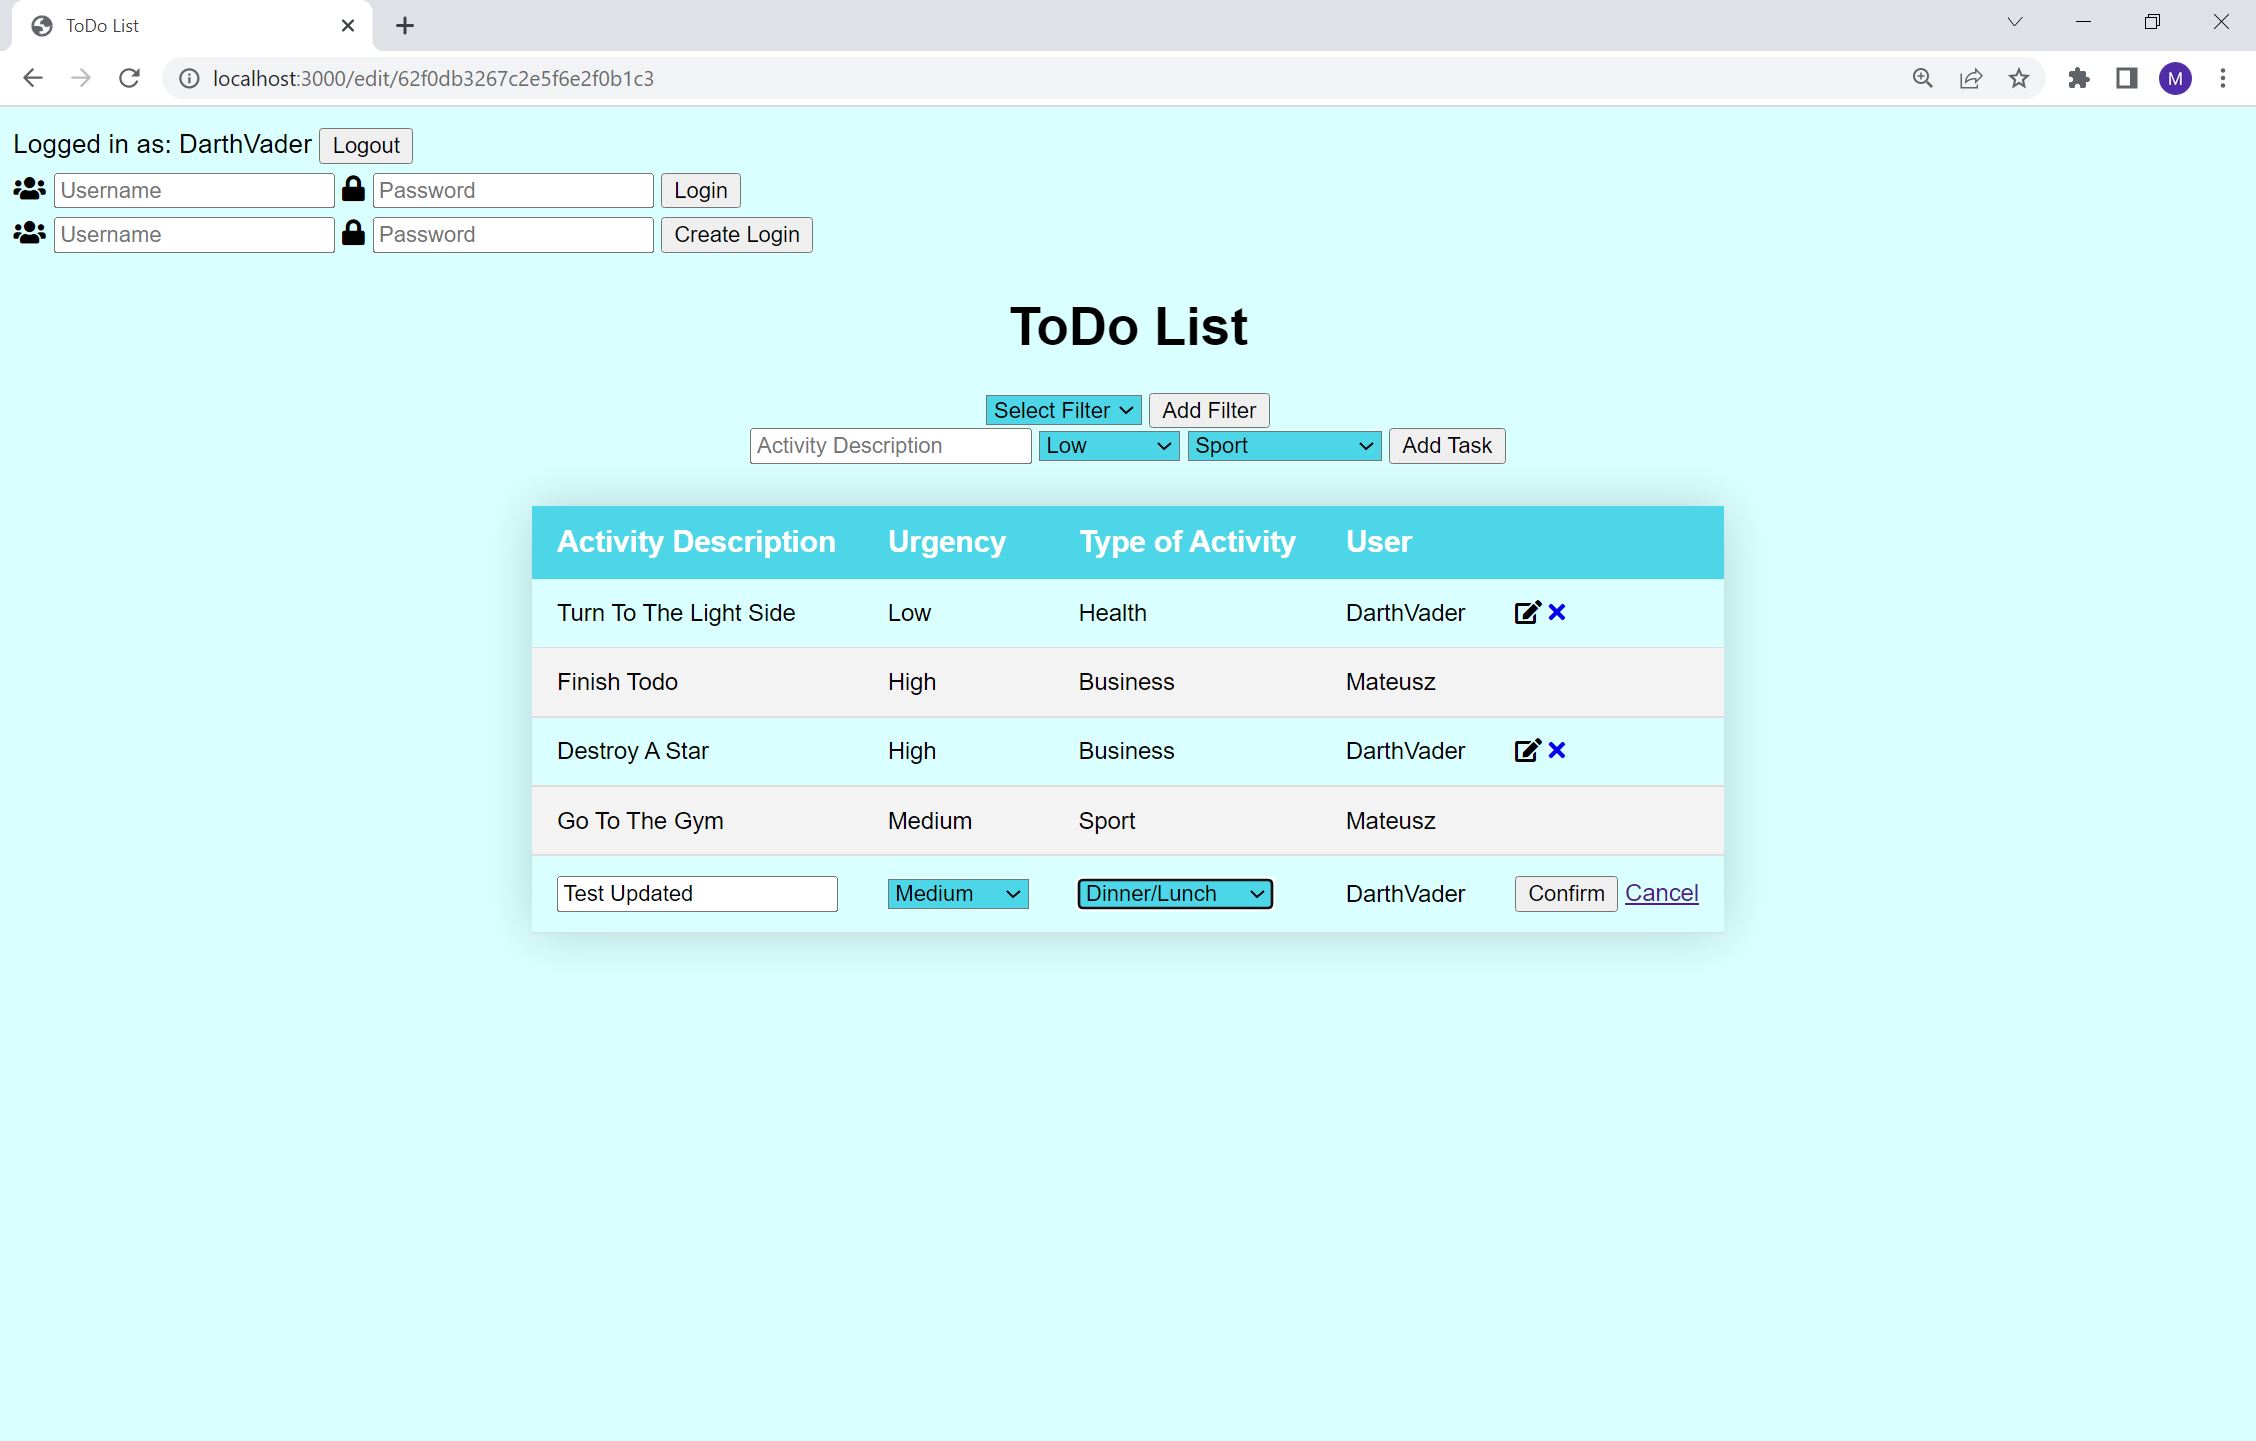 ToDo List
localhost:3000/edit/62f0db3267c2e5f6e2f0b1c3
M
Logged in as: DarthVader Logout
Username Password Login
Username Password Create Login
ToDo List
Select Filter Add Filter
Activity Description Low Sport Add Task
Activity Description Urgency Type of Activity User
Turn To The Light Side Low Health DarthVader
Finish Todo High Business Mateusz
Destroy A Star High Business DarthVader
Go To The Gym Medium Sport Mateusz
Test Updated Medium Dinner/Lunch DarthVader Confirm Cancel